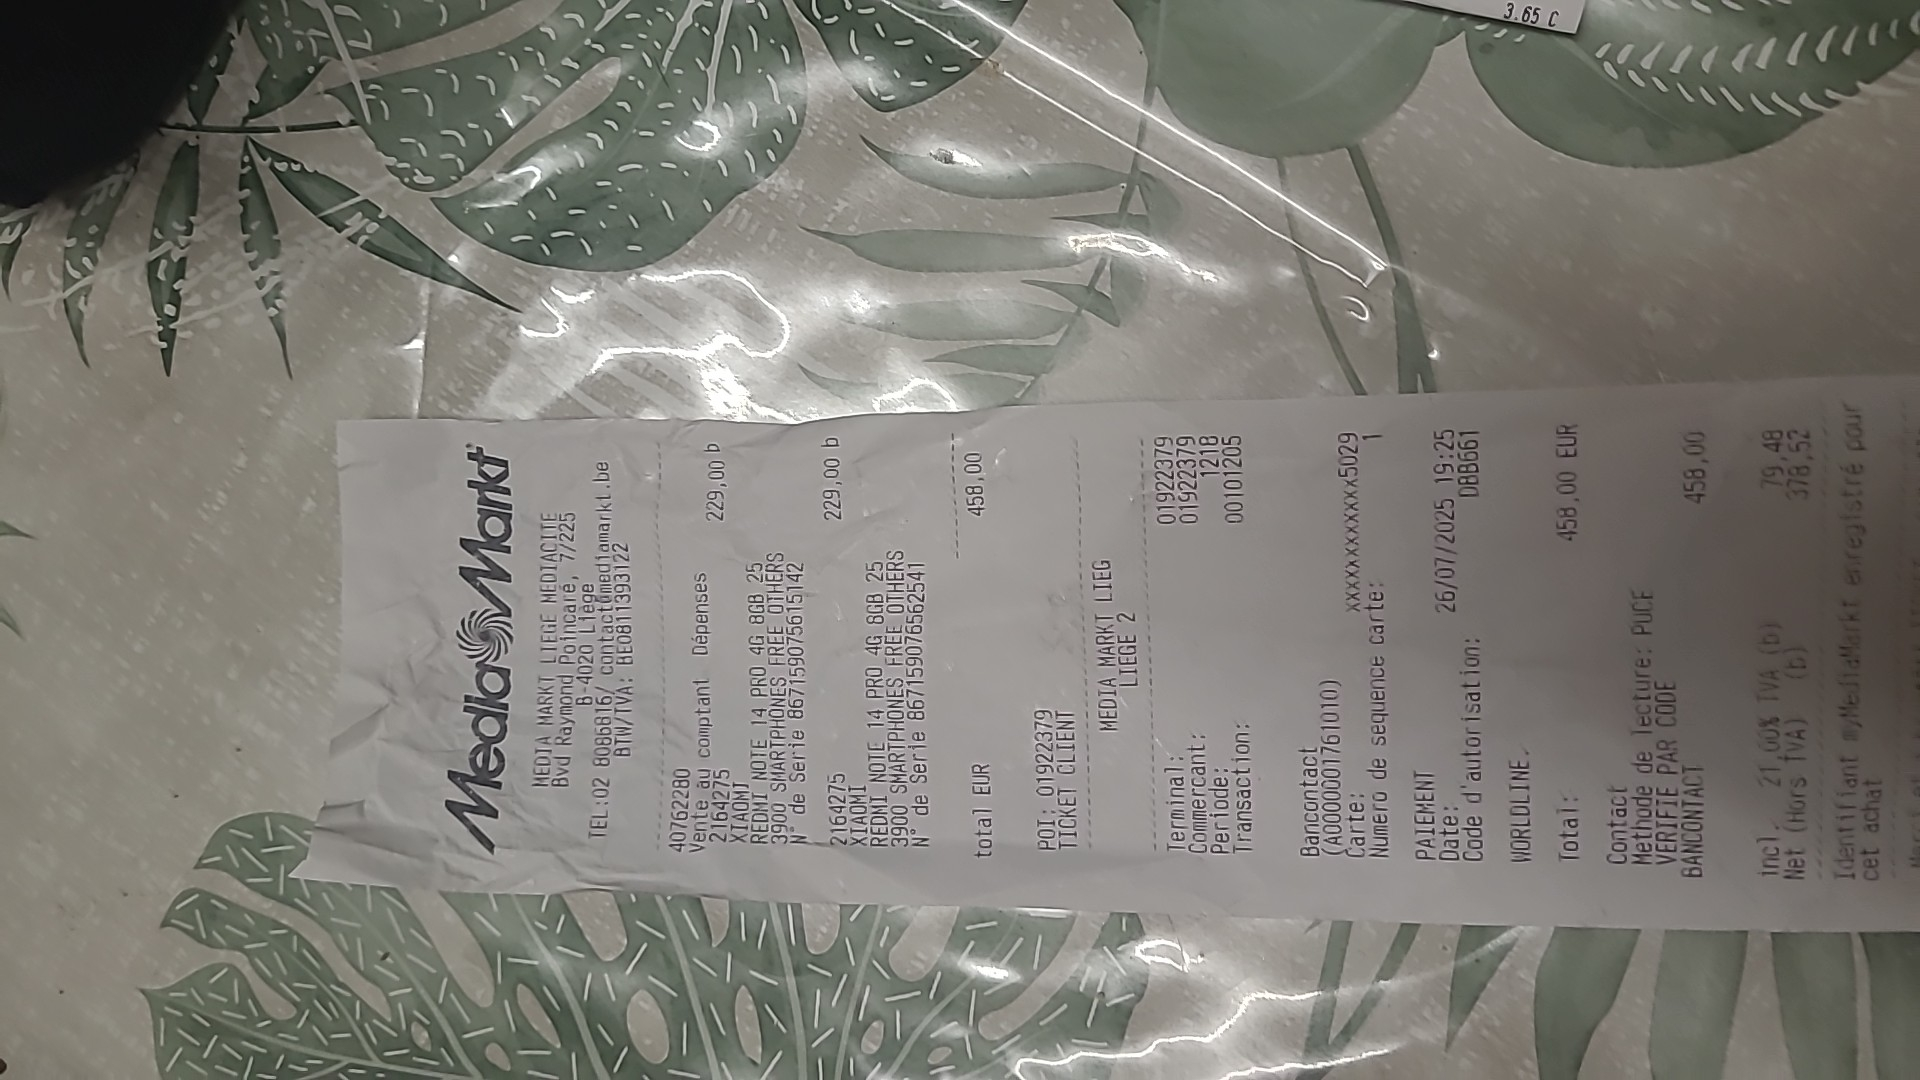 3.65 C
MediaMarkt
MEDIA MARKT LIEGE MEDIACITE
Bvd Raymond Poincaré, 7/225
B-4020 Liège
TEL:02 8086816/ contact@mediamarkt.be
BTW/TVA: BE0811393122
40762280
Vente au comptant Dépenses
2164275 229,00 b
XIAOMI
REDMI NOTE 14 PRO 4G 8GB 25
3900 SMARTPHONES FREE OTHERS
N° de Serie 867159075615142
2164275 229,00 b
XIAOMI
REDMI NOTE 14 PRO 4G 8GB 25
3900 SMARTPHONES FREE OTHERS
N° de Serie 867159076562541
total EUR 458,00
POI: 01922379
TICKET CLIENT
MEDIA MARKT LIEG
LIEGE 2
Terminal: 01922379
Commercant: 01922379
Periode: 1218
Transaction: 00101205
Bancontact
(A0000001761010)
Carte: xxxxxxxxxxxxx5029
Numero de sequence carte: 1
PAIEMENT
Date: 26/07/2025 19:25
Code d'autorisation: DBB661
WORLDLINE
Total: 458,00 EUR
Contact
Methode de lecture: PUCE
VERIFIE PAR CODE
BANCONTACT 458,00
incl. 21,00% TVA (b) 79,48
Net (Hors TVA) (b) 378,52
Identifiant myMediaMarkt enregistré pour
cet achat